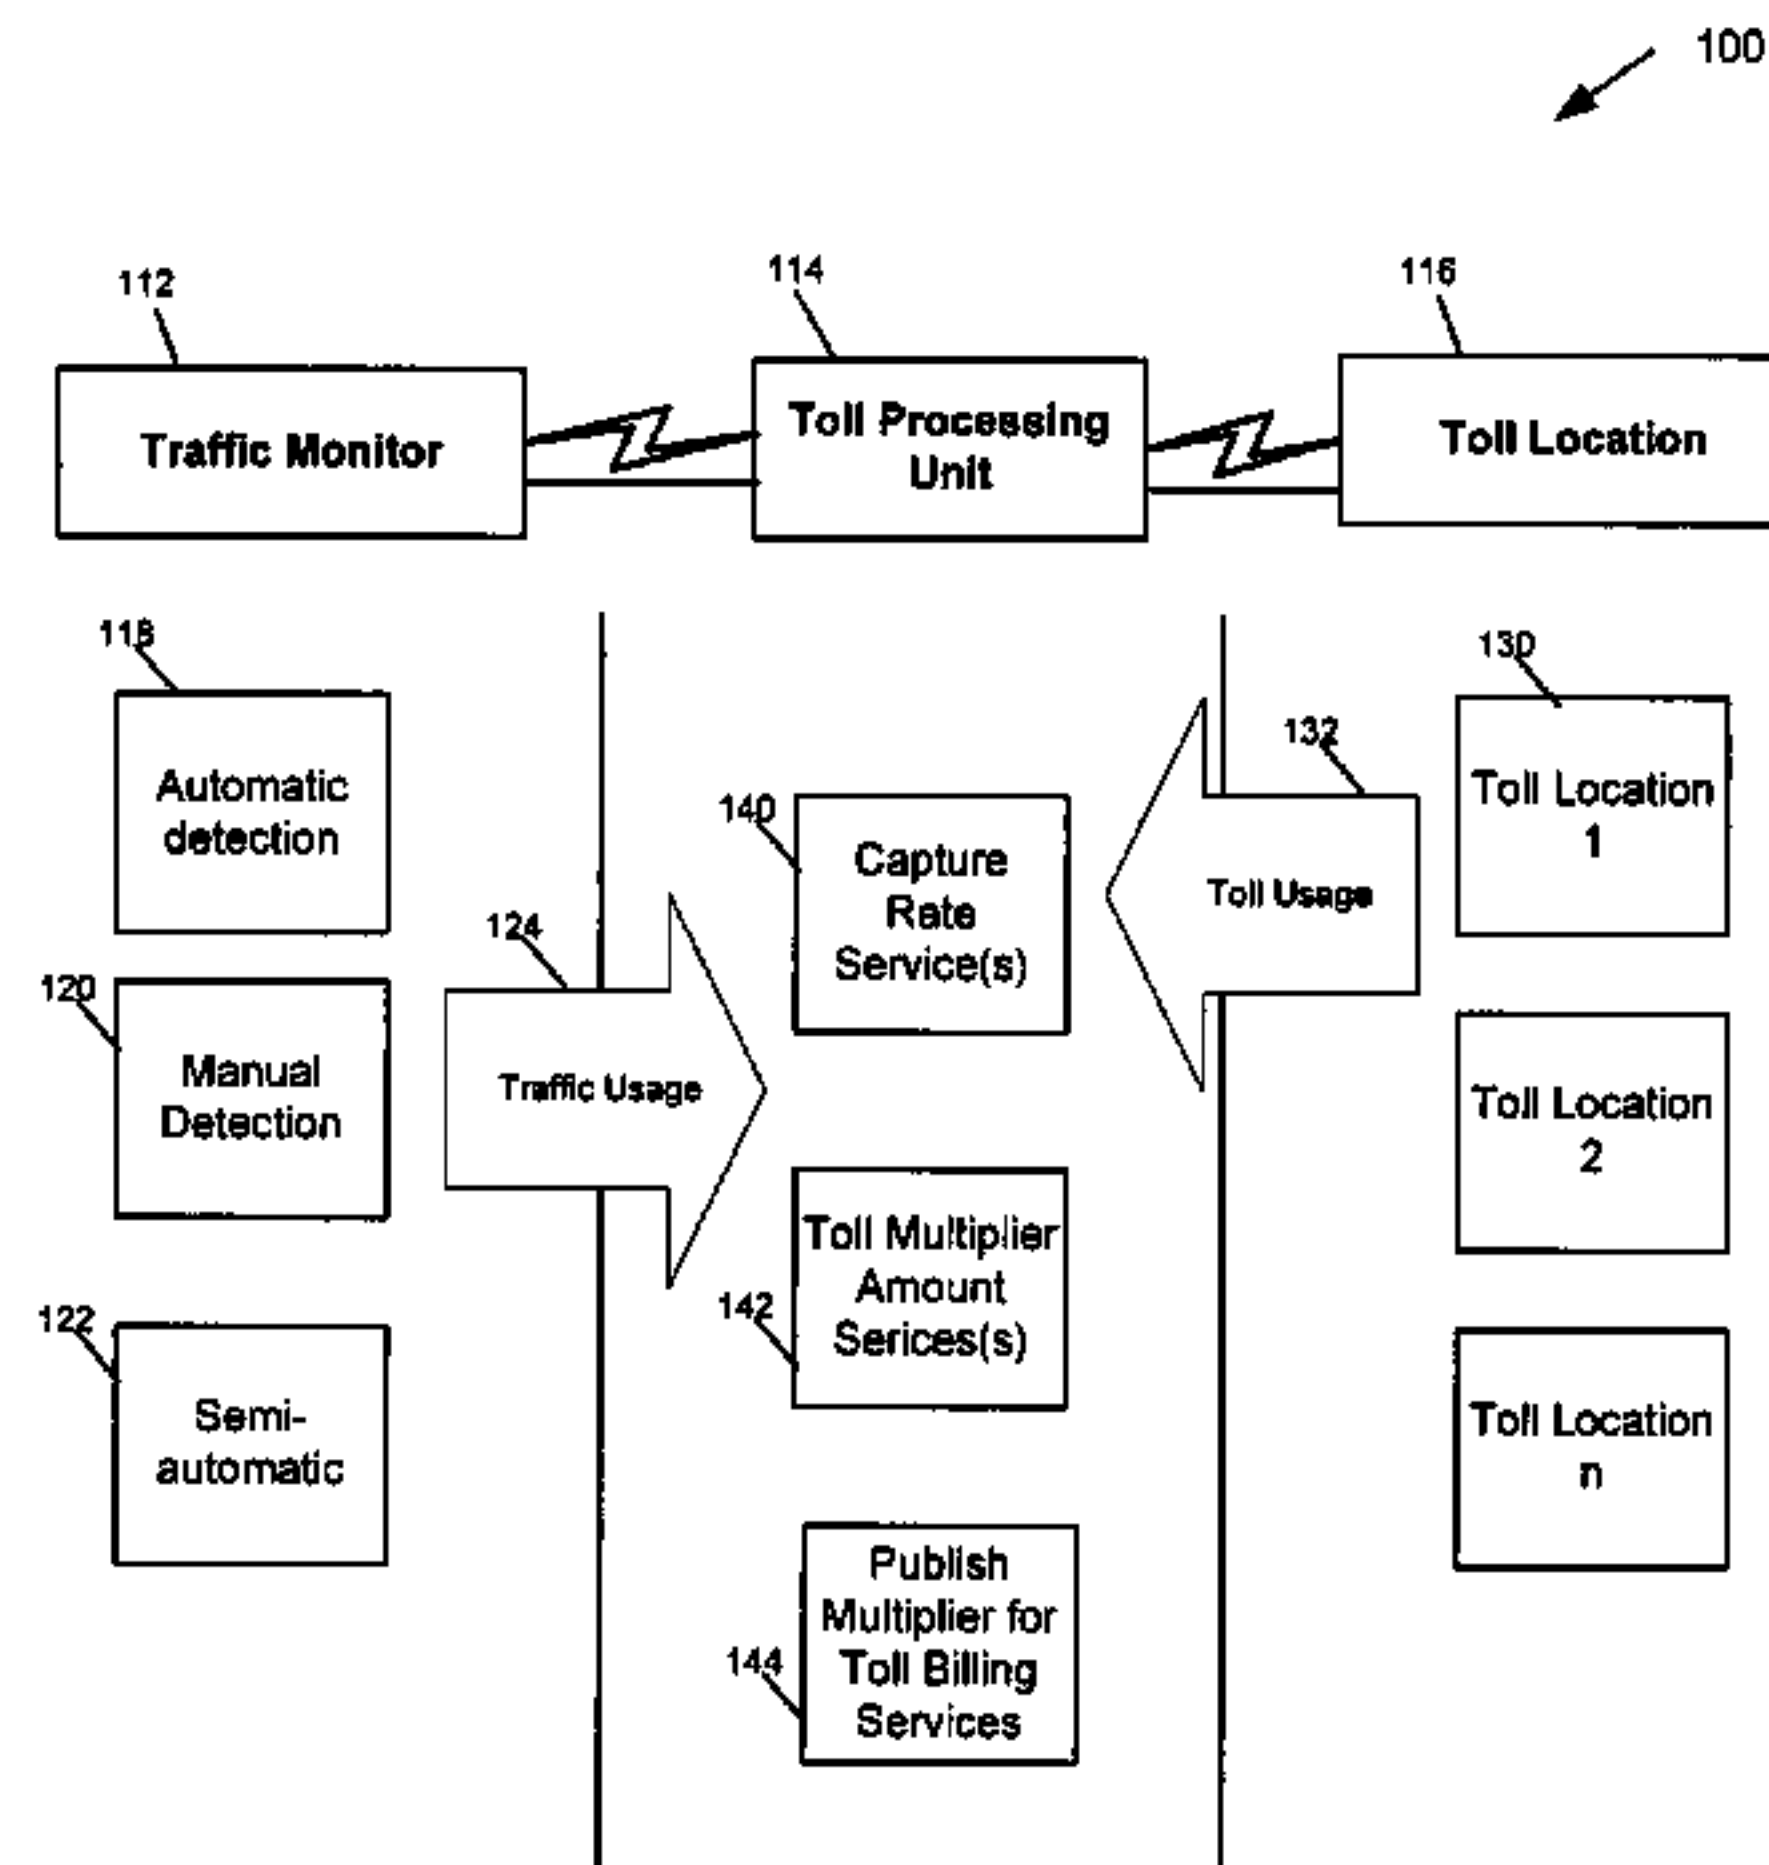 100
112
114
116
Traffic Monitor
Toll Processing
Unit
Toll Location
118
130
132
Automatic
detection
140
Capture
Rate
Service(s)
Toll Usage
Toll Location
1
124
120
Manual
Detection
Traffic Usage
Toll Location
2
Toll Multiplier
Amount
Serices(s)
142
122
Semi-
automatic
Toll Location
n
Publish
Multiplier for
Toll Billing
Services
144